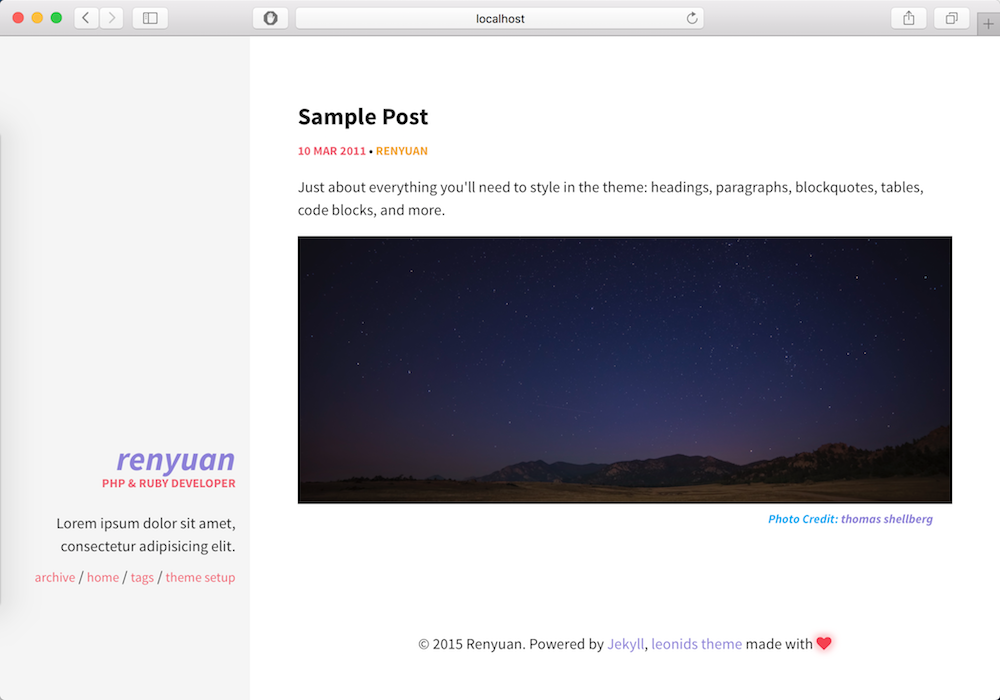 localhost
Sample Post
10 MAR 2011 • RENYUAN
Just about everything you'll need to style in the theme: headings, paragraphs, blockquotes, tables,
code blocks, and more.
Photo Credit: thomas shellberg
renyuan
PHP & RUBY DEVELOPER
Lorem ipsum dolor sit amet,
consectetur adipisicing elit.
archive / home / tags / theme setup
© 2015 Renyuan. Powered by Jekyll, leonids theme made with ❤